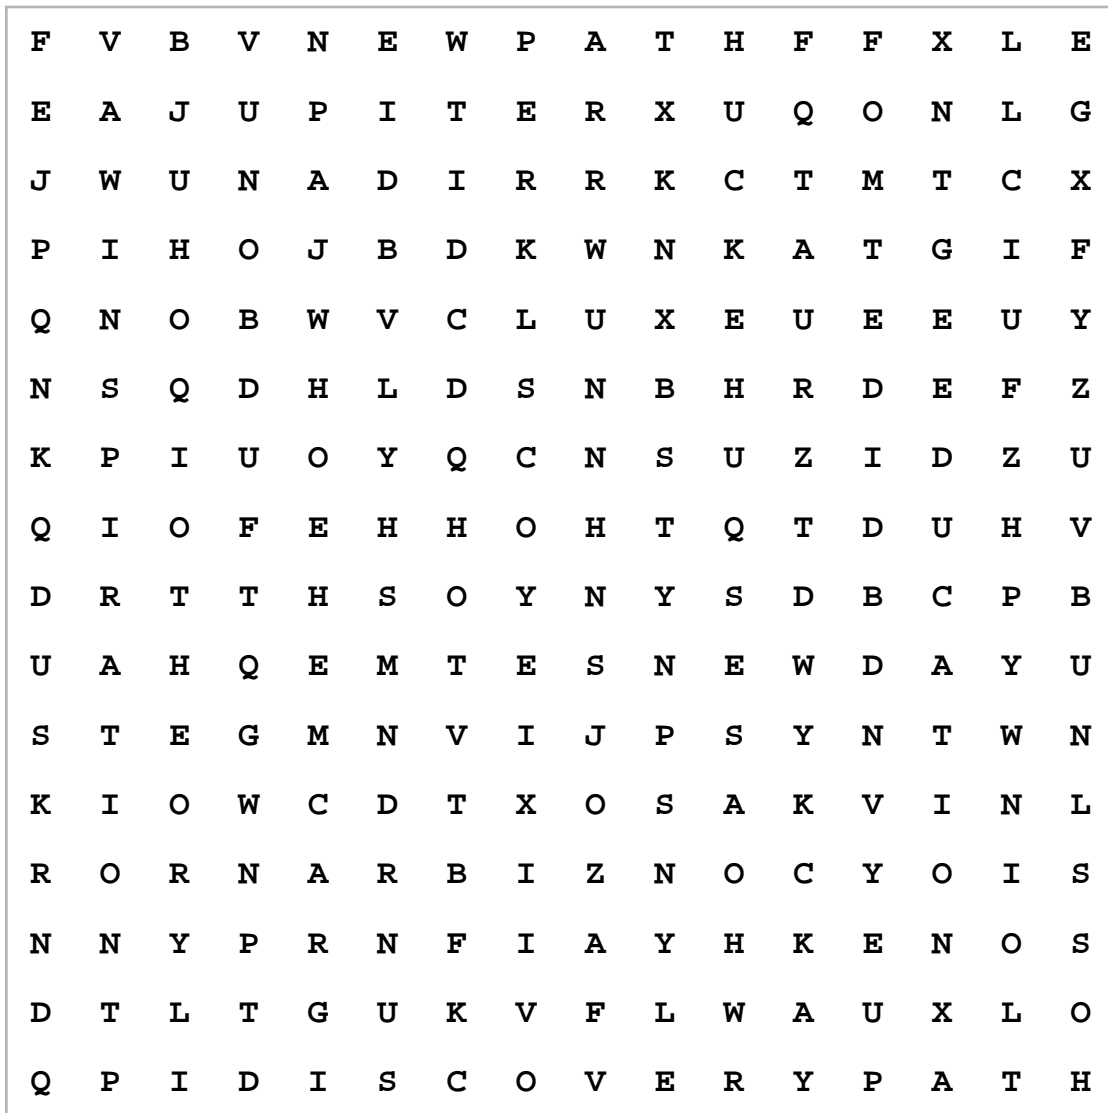 F V B V N E W P A T H F F X L E
E A J U P I T E R X U Q O N L G
J W U N A D I R R K C T M T C X
P I H O J B D K W N K A T G I F
Q N O B W V C L U X E U E E U Y
N S Q D H L D S N B H R D E F Z
K P I U O Y Q C N S U Z I D Z U
Q I O F E H H O H T Q T D U H V
D R T T H S O Y N Y S D B C P B
U A H Q E M T E S N E W D A Y U
S T E G M N V I J P S Y N T W N
K I O W C D T X O S A K V I N L
R O R N A R B I Z N O C Y O I S
N N Y P R N F I A Y H K E N O S
D T L T G U K V F L W A U X L O
Q P I D I S C O V E R Y P A T H